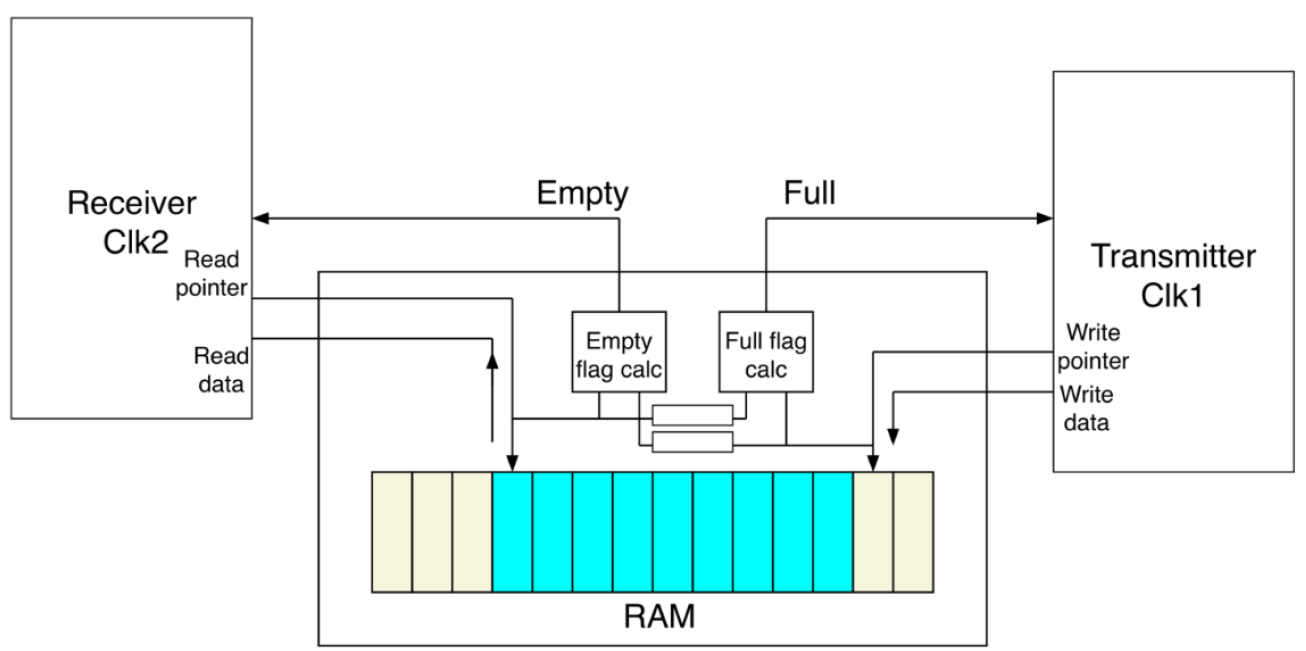 Receiver
Clk2
Read
pointer
Read
data
Empty
Full
Empty
flag calc
Full flag
calc
Transmitter
Clk1
Write
pointer
Write
data
RAM